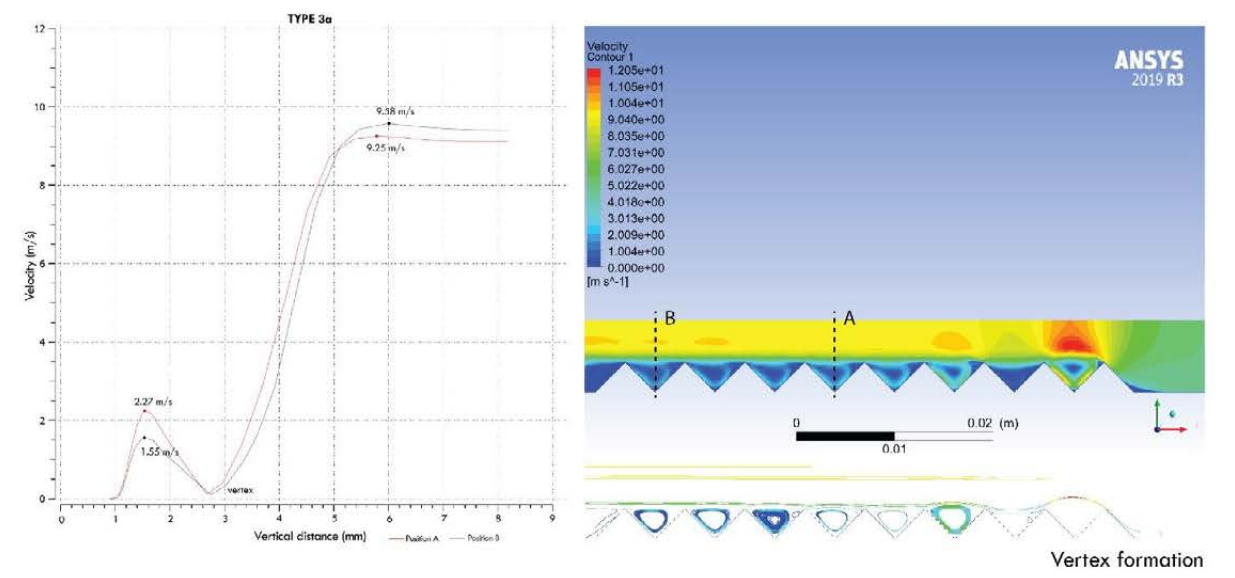 TYPE 3a
12
10
8
6
4
2
0
Velocity (m/s)
9.58 m/s
9.25 m/s
2.27 m/s
1.55 m/s
vertex
0 1 2 3 4 5 6 7 8 9
Vertical distance (mm) Position A Position B
Velocity
Contour 1
1.205e+01
1.105e+01
1.004e+01
9.040e+00
8.035e+00
7.031e+00
6.027e+00
5.022e+00
4.018e+00
3.013e+00
2.009e+00
1.004e+00
0.000e+00
[m s^-1]
ANSYS
2019 R3
B A
0 0.02 (m)
0.01
Vertex formation